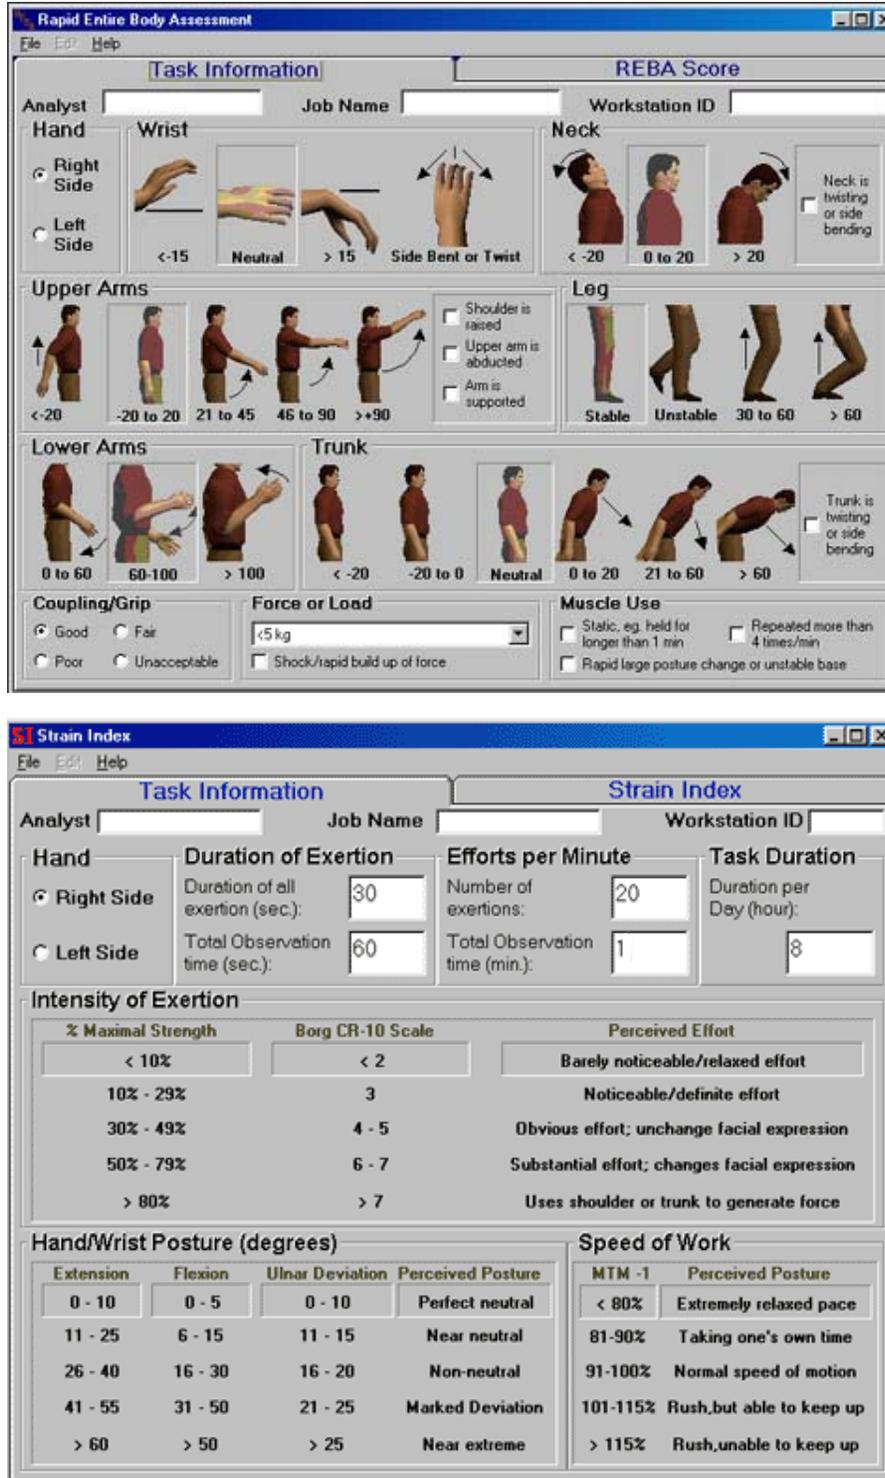 Rapid Entire Body Assessment
File Edit Help
Task Information REBA Score
Analyst Job Name Workstation ID
Hand Wrist Neck
Right Side
Left Side
<-15 Neutral > 15 Side Bent or Twist
< -20 0 to 20 > 20
Neck is twisting or side bending
Upper Arms Leg
Shoulder is raised
Upper arm is abducted
Arm is supported
<-20 -20 to 20 21 to 45 46 to 90 >+90
Stable Unstable 30 to 60 > 60
Lower Arms Trunk
0 to 60 60-100 > 100
< -20 -20 to 0 Neutral 0 to 20 21 to 60 > 60
Trunk is twisting or side bending
Coupling/Grip Force or Load Muscle Use
Good Fair
Poor Unacceptable
<5 kg
Shock/rapid build up of force
Static, eg. held for longer than 1 min
Repeated more than 4 times/min
Rapid large posture change or unstable base
SI Strain Index
File Edit Help
Task Information Strain Index
Analyst Job Name Workstation ID
Hand Duration of Exertion Efforts per Minute Task Duration
Right Side
Left Side
Duration of all exertion (sec.): 30
Total Observation time (sec.): 60
Number of exertions: 20
Total Observation time (min.): 1
Duration per Day (hour): 8
Intensity of Exertion
% Maximal Strength Borg CR-10 Scale Perceived Effort
< 10% < 2 Barely noticeable/relaxed effort
10% - 29% 3 Noticeable/definite effort
30% - 49% 4 - 5 Obvious effort; unchange facial expression
50% - 79% 6 - 7 Substantial effort; changes facial expression
> 80% > 7 Uses shoulder or trunk to generate force
Hand/Wrist Posture (degrees) Speed of Work
Extension Flexion Ulnar Deviation Perceived Posture MTM -1 Perceived Posture
0 - 10 0 - 5 0 - 10 Perfect neutral < 80% Extremely relaxed pace
11 - 25 6 - 15 11 - 15 Near neutral 81-90% Taking one's own time
26 - 40 16 - 30 16 - 20 Non-neutral 91-100% Normal speed of motion
41 - 55 31 - 50 21 - 25 Marked Deviation 101-115% Rush,but able to keep up
> 60 > 50 > 25 Near extreme > 115% Rush,unable to keep up